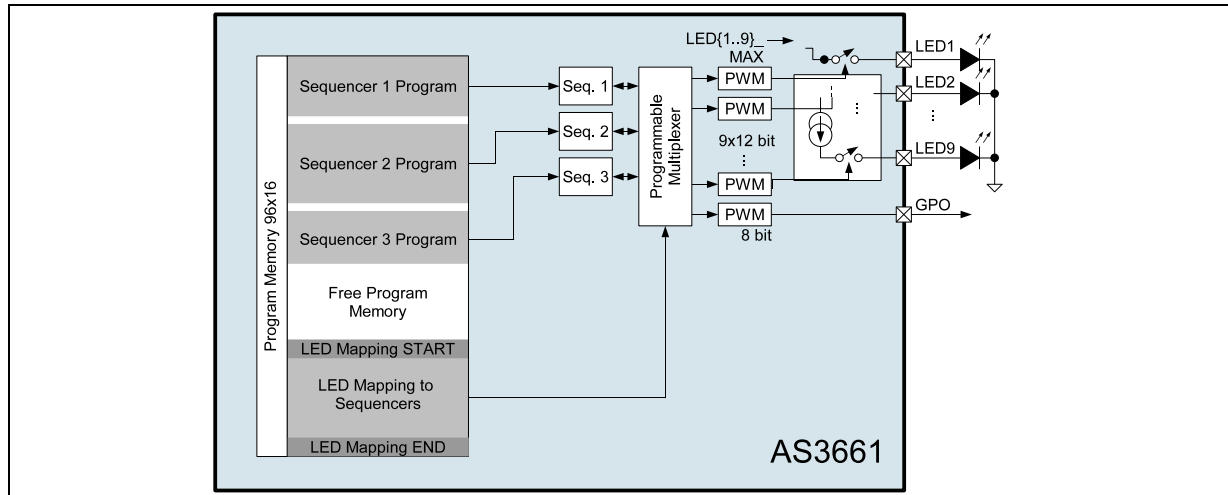 Program Memory 96x16
Sequencer 1 Program
Sequencer 2 Program
Sequencer 3 Program
Free Program
Memory
LED Mapping START
LED Mapping to
Sequencers
LED Mapping END
Seq. 1
Seq. 2
Seq. 3
Programmable
Multiplexer
LED{1..9}_
MAX
PWM
PWM
9x12 bit
...
PWM
PWM
8 bit
...
LED1
LED2
...
LED9
GPO
AS3661